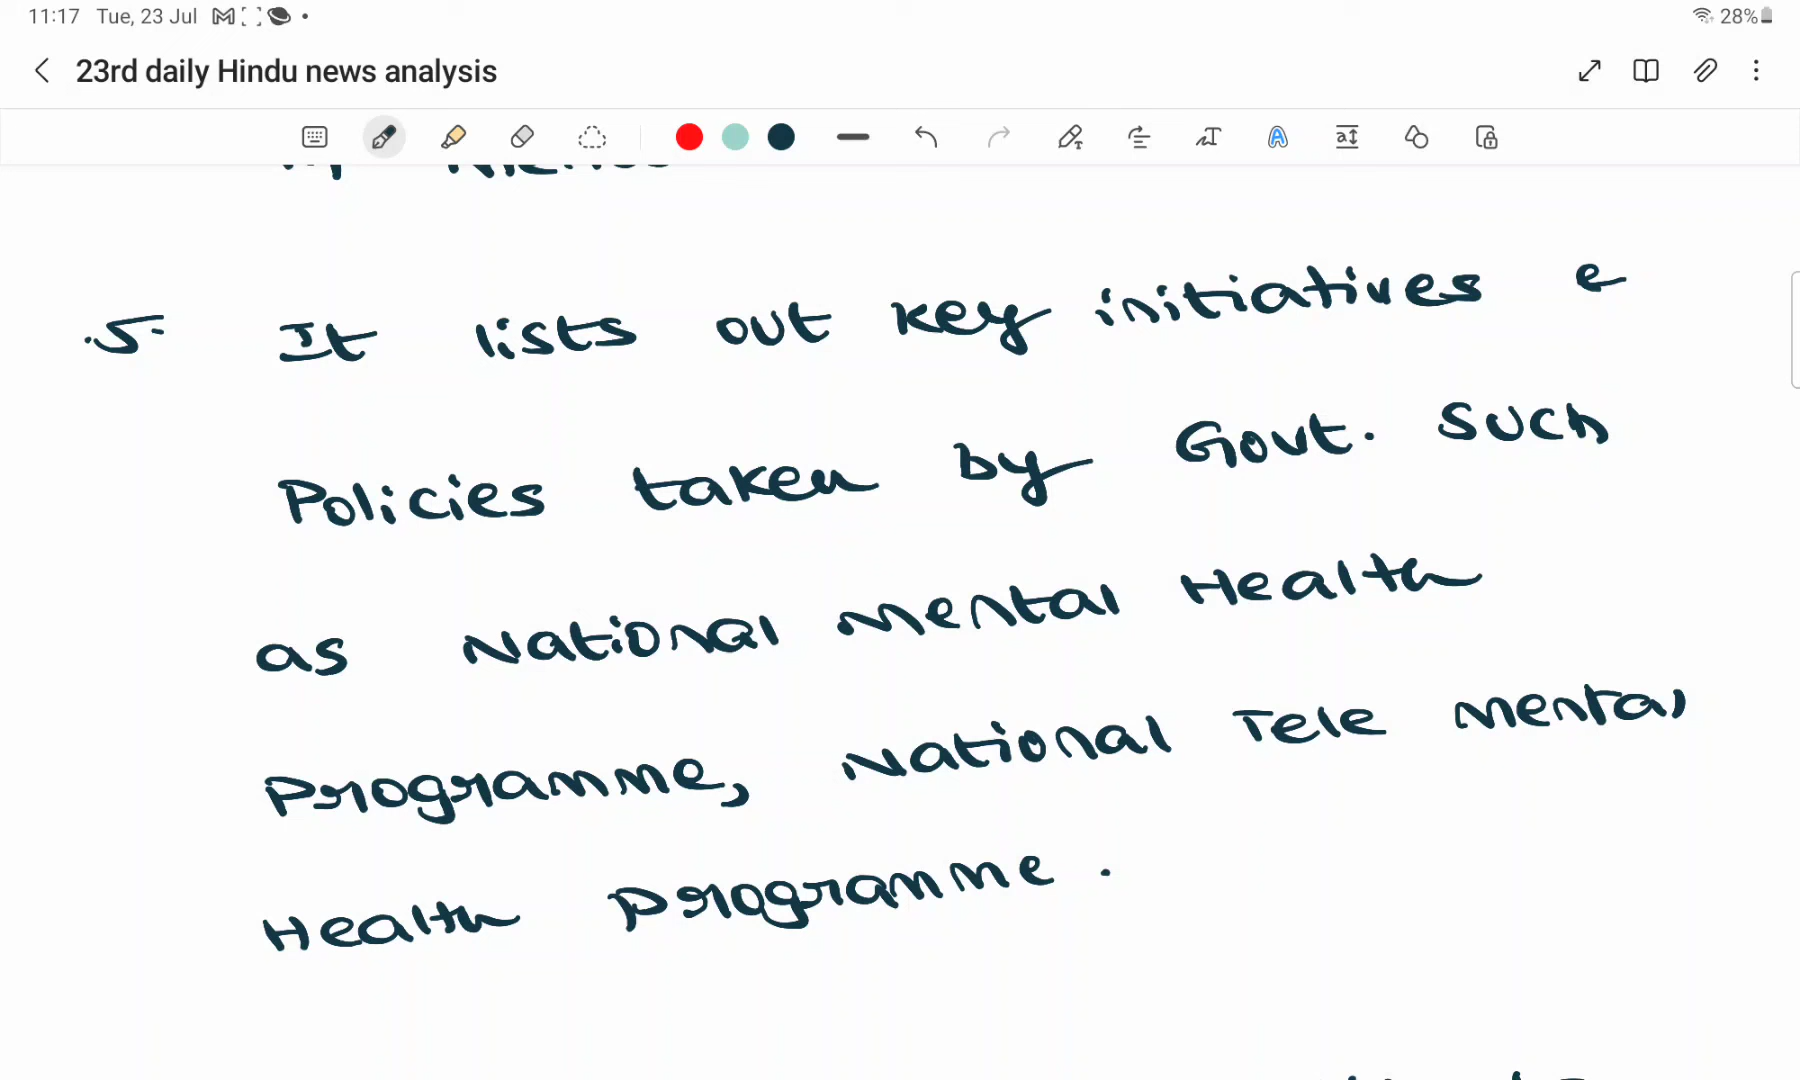 11:17 Tue, 23 Jul
28%
23rd daily Hindu news analysis
5. It lists out key initiatives &
Policies taken by Govt. such
as National Mental Health
Programme, National Tele Mental
Health Programme.